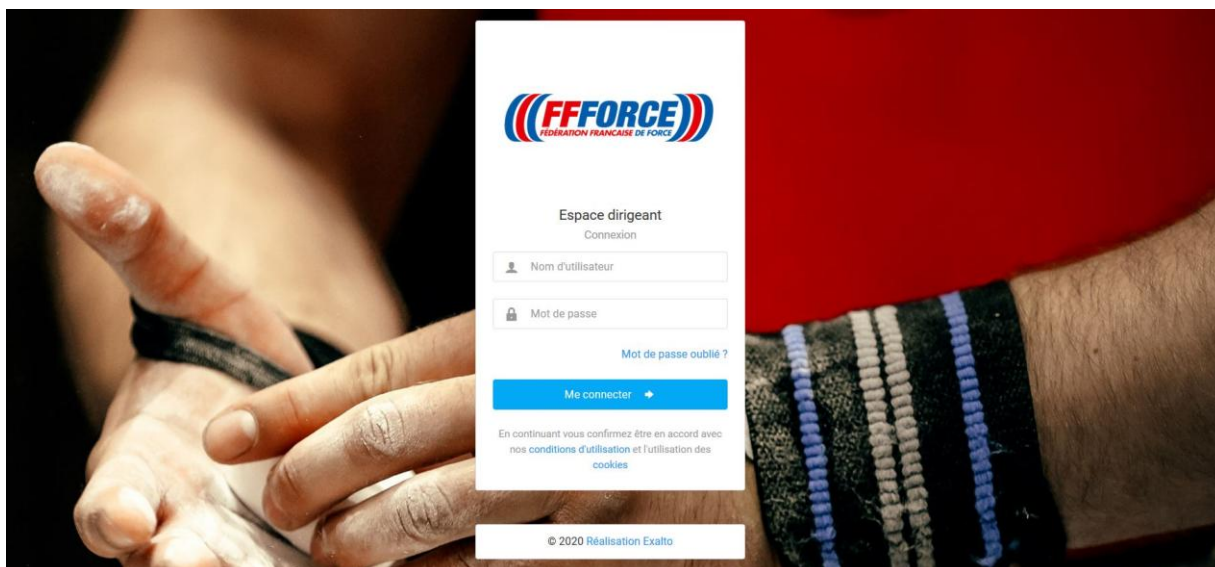 FFFORCE
FÉDÉRATION FRANCAISE DE FORCE
Espace dirigeant
Connexion
Nom d'utilisateur
Mot de passe
Mot de passe oublié ?
Me connecter
En continuant vous confirmez être en accord avec
nos conditions d'utilisation et l'utilisation des
cookies
© 2020 Réalisation Exalto